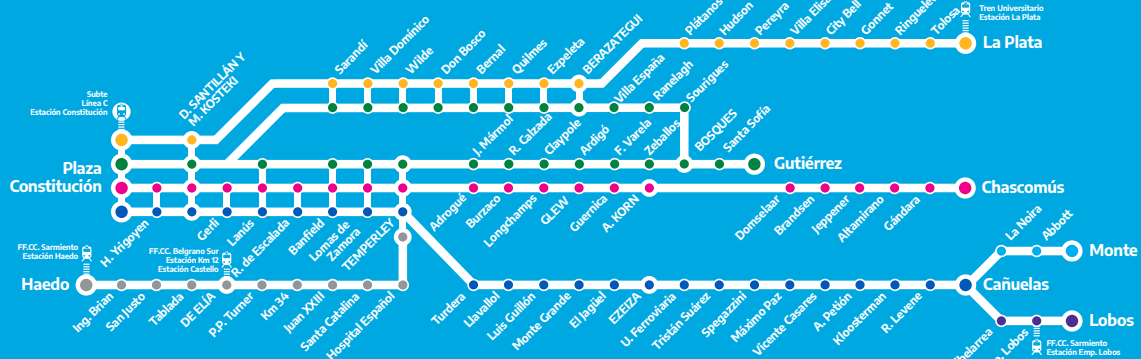 Plátanos
Hudson
Pereyra
Villa Elisa
City Bell
Gonnet
Ringuelet
Tolosa
Tren Universitario
Estación La Plata
La Plata
Sarandí
Villa Domínico
Wilde
Don Bosco
Bernal
Quilmes
Ezpeleta
BERAZATEGUI
Villa España
Ranelagh
Sourigues
D. SANTILLÁN Y
M. KOSTEKI
Subte
Línea C
Estación Constitución
J. Mármol
R. Calzada
Claypole
Ardigó
F. Varela
Zeballos
BOSQUES
Santa Sofía
Gutiérrez
Plaza
Constitución
Chascomús
H. Yrigoyen
Gerli
Lanús
R. de Escalada
Banfield
Lomas de
Zamora
TEMPERLEY
Adrogué
Burzaco
Longchamps
GLEW
Guernica
A. KORN
Domselaar
Brandsen
Jeppener
Altamirano
Gándara
La Noira
Abbott
Monte
FF.CC. Sarmiento
Estación Haedo
FF.CC. Belgrano Sur
Estación Km 12
Estación Castello
Haedo
Ing. Brian
San Justo
Tablada
DE ELÍA
P.P. Turner
Km 34
Juan XXIII
Santa Catalina
Hospital Español
Turdera
Llavallol
Luis Guillón
Monte Grande
El Jagüel
EZEIZA
U. Ferroviaria
Tristán Suárez
Spegazzini
Máximo Paz
Vicente Casares
A. Petión
Kloosterman
R. Levene
Cañuelas
Lobos
FF.CC. Sarmiento
Estación Emp. Lobos